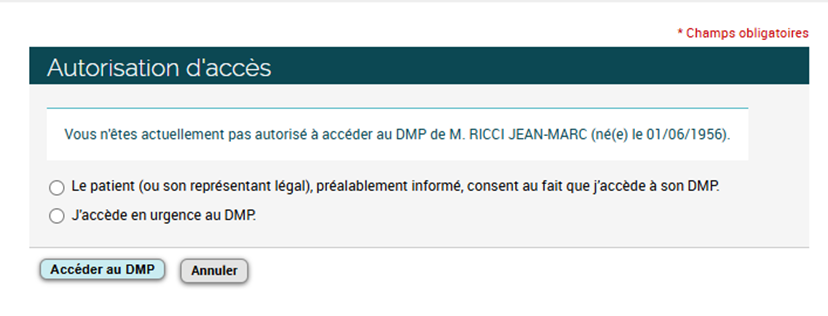 * Champs obligatoires
Autorisation d'accès
Vous n'êtes actuellement pas autorisé à accéder au DMP de M. RICCI JEAN-MARC (né(e) le 01/06/1956).
Le patient (ou son représentant légal), préalablement informé, consent au fait que j'accède à son DMP.
J'accède en urgence au DMP.
Accéder au DMP Annuler